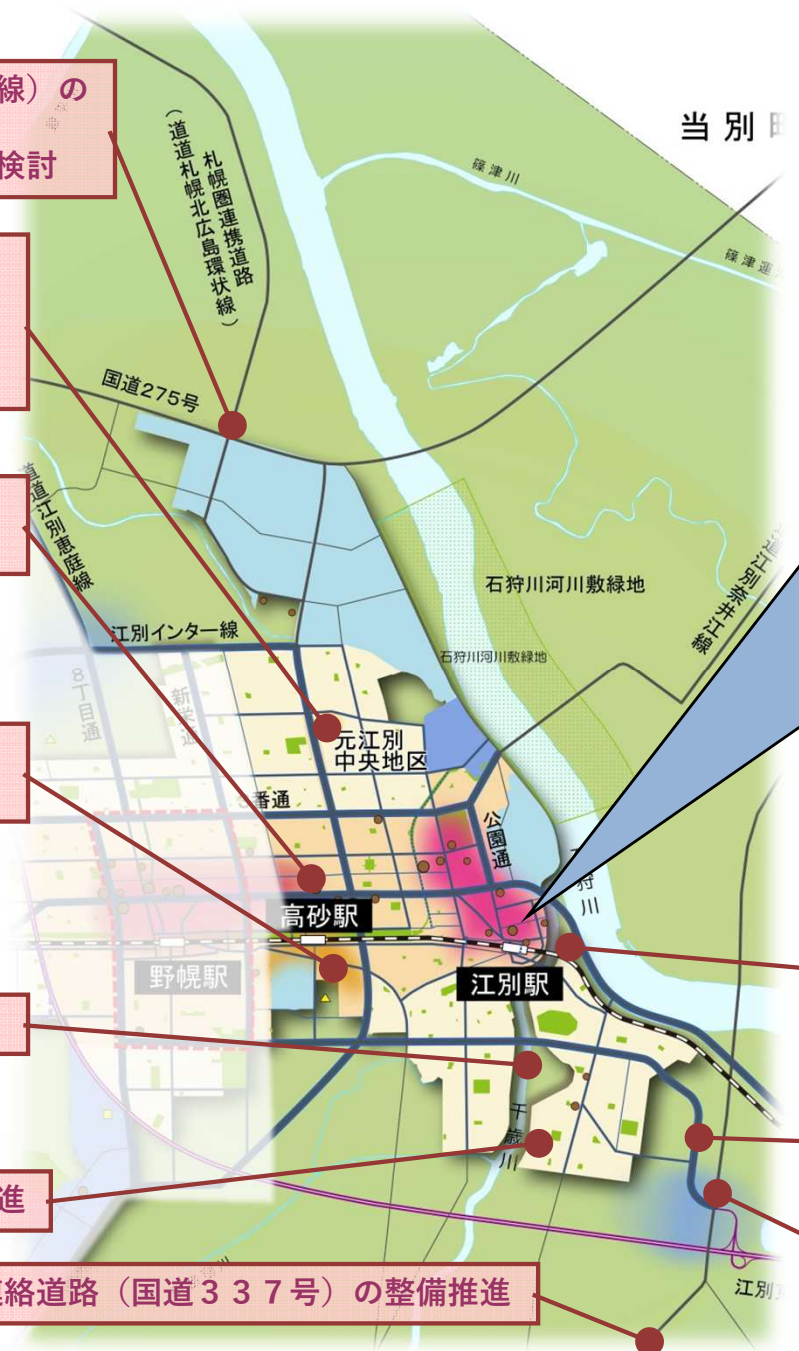 線）の
検討
当別
札幌圏連携道路
（道道札幌北広島環状線）
篠津川
篠津運
国道275号
道道江別恵庭線
石狩川河川敷緑地
道江別奈井江線
江別インター線
石狩川河川敷緑地
8丁目通
新栄通
元江別
中央地区
3番通
公園通
石狩川
高砂駅
野幌駅
江別駅
千歳川
進
連絡道路（国道３３７号）の整備推進
江別